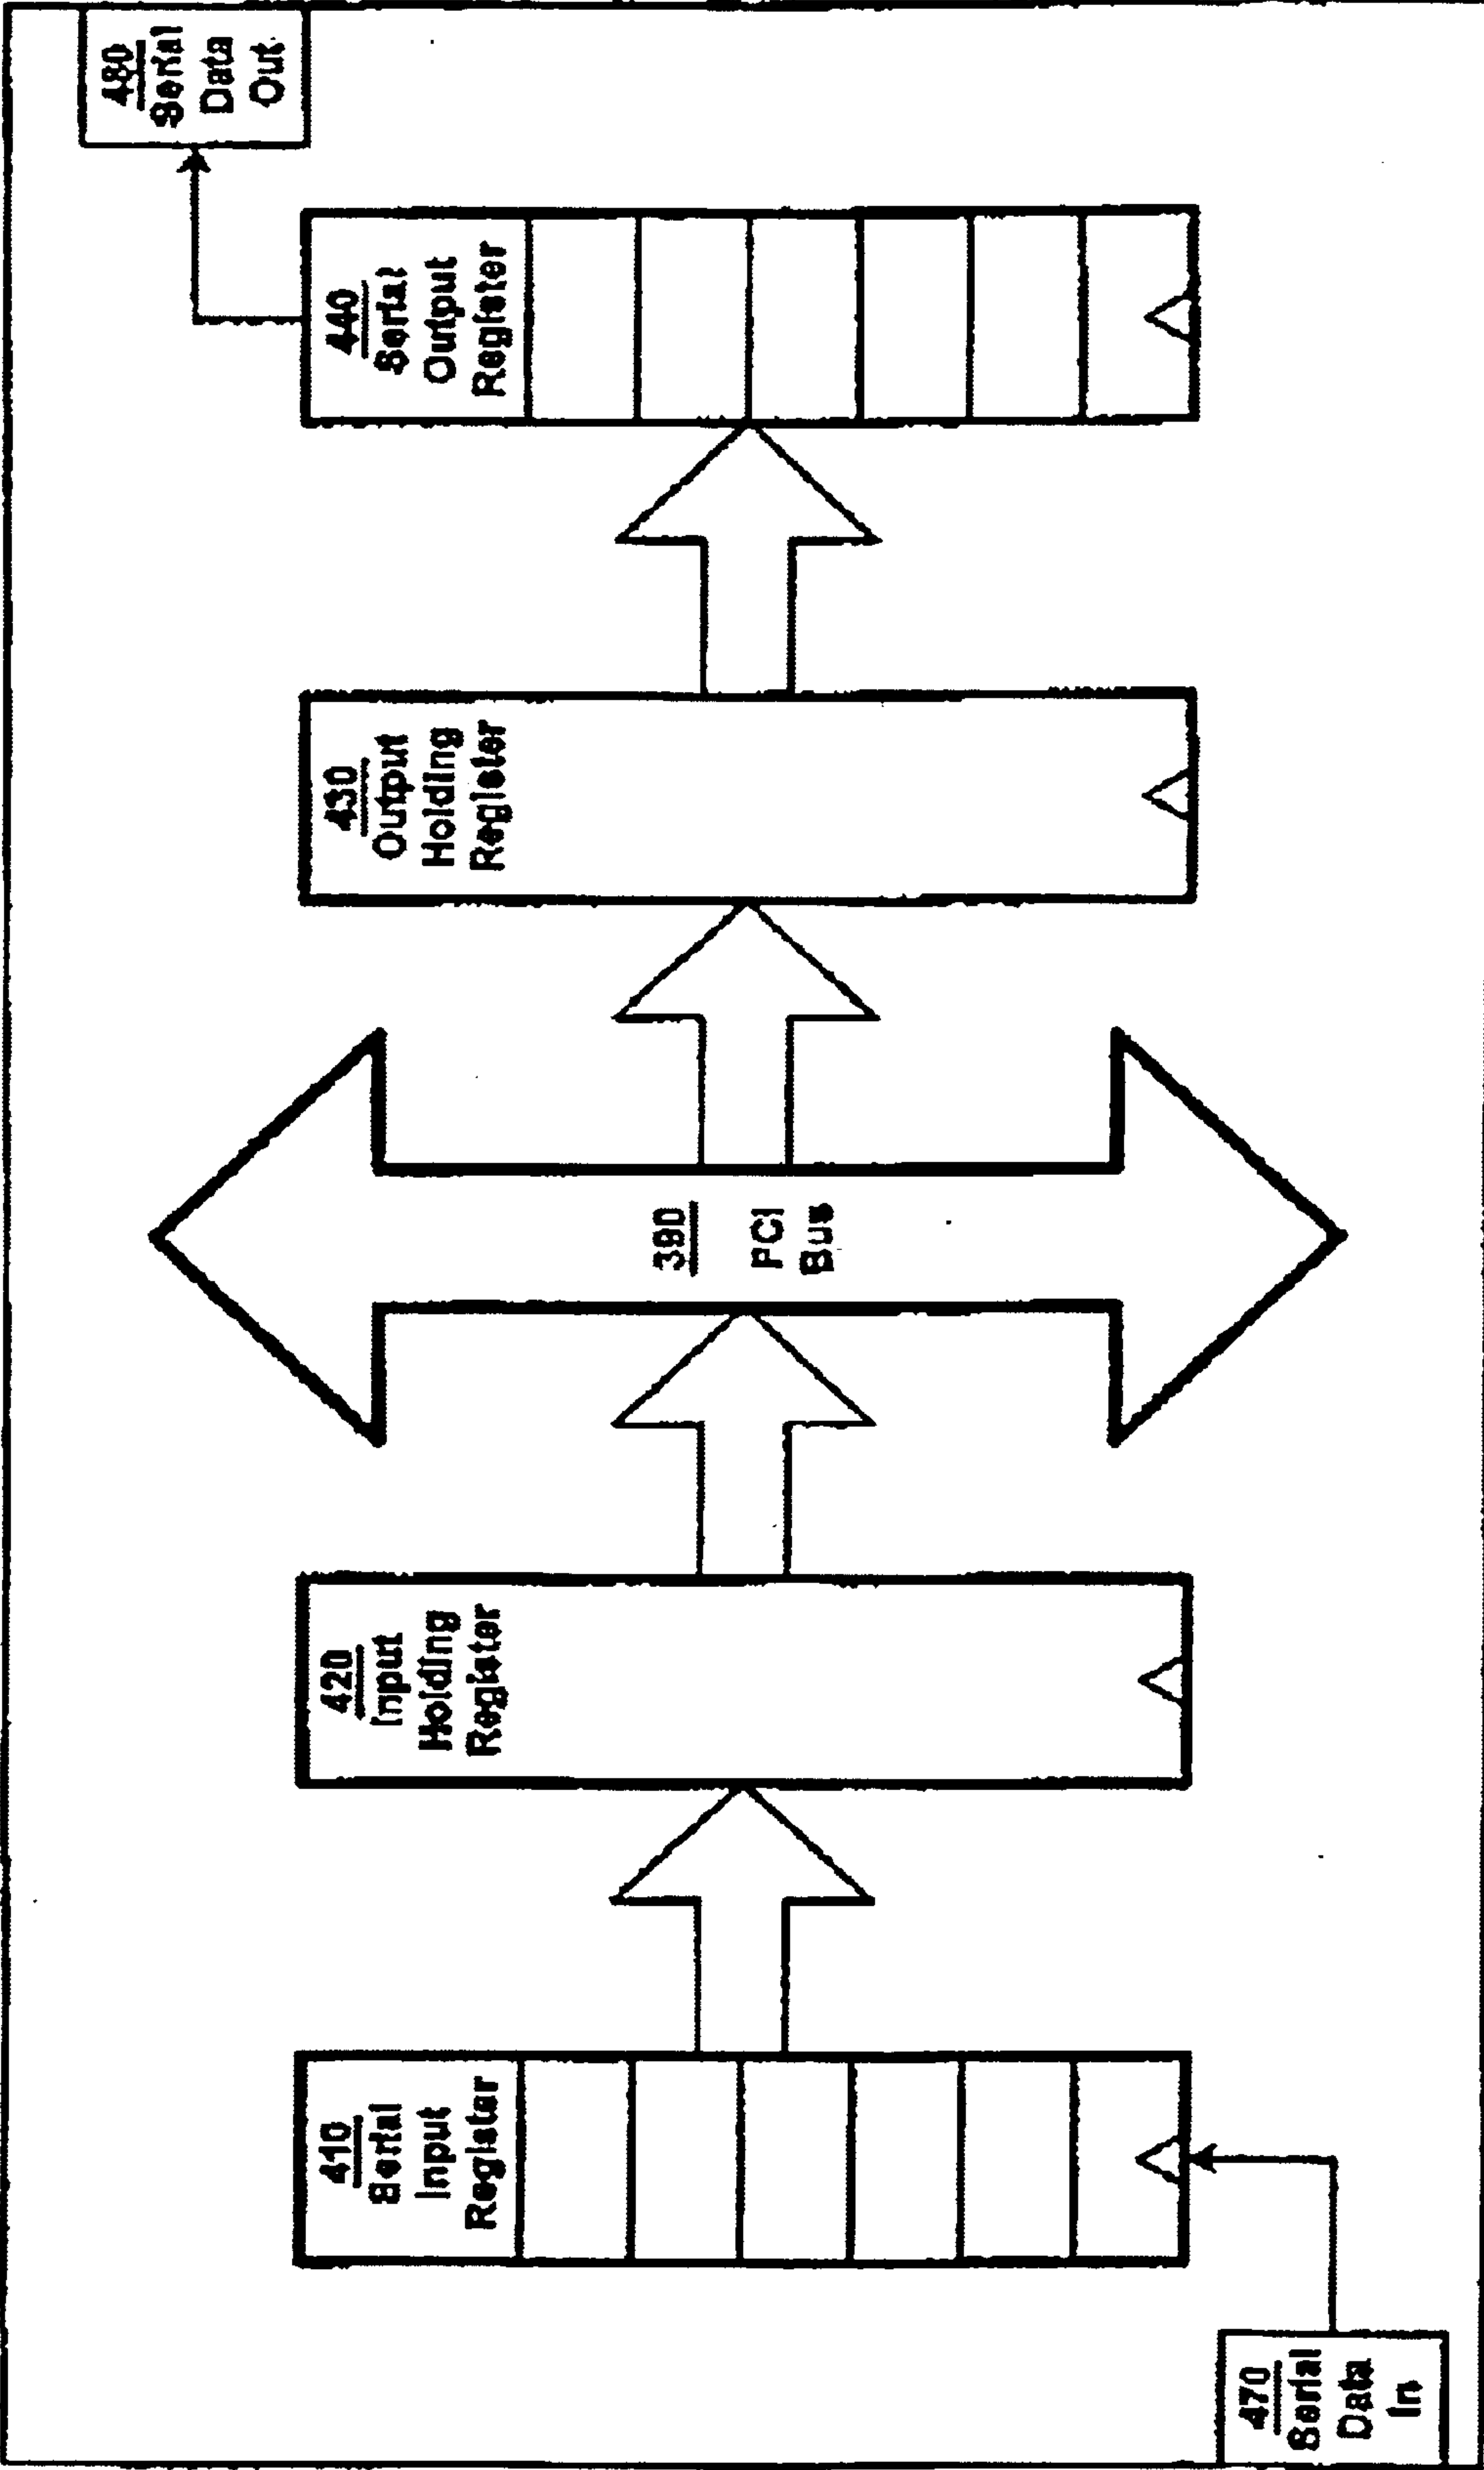 470
Serial
Data
In
410
Serial
Input
Register
420
Input
Holding
Register
390
PCI
Bus
430
Output
Holding
Register
440
Serial
Output
Register
480
Serial
Data
Out